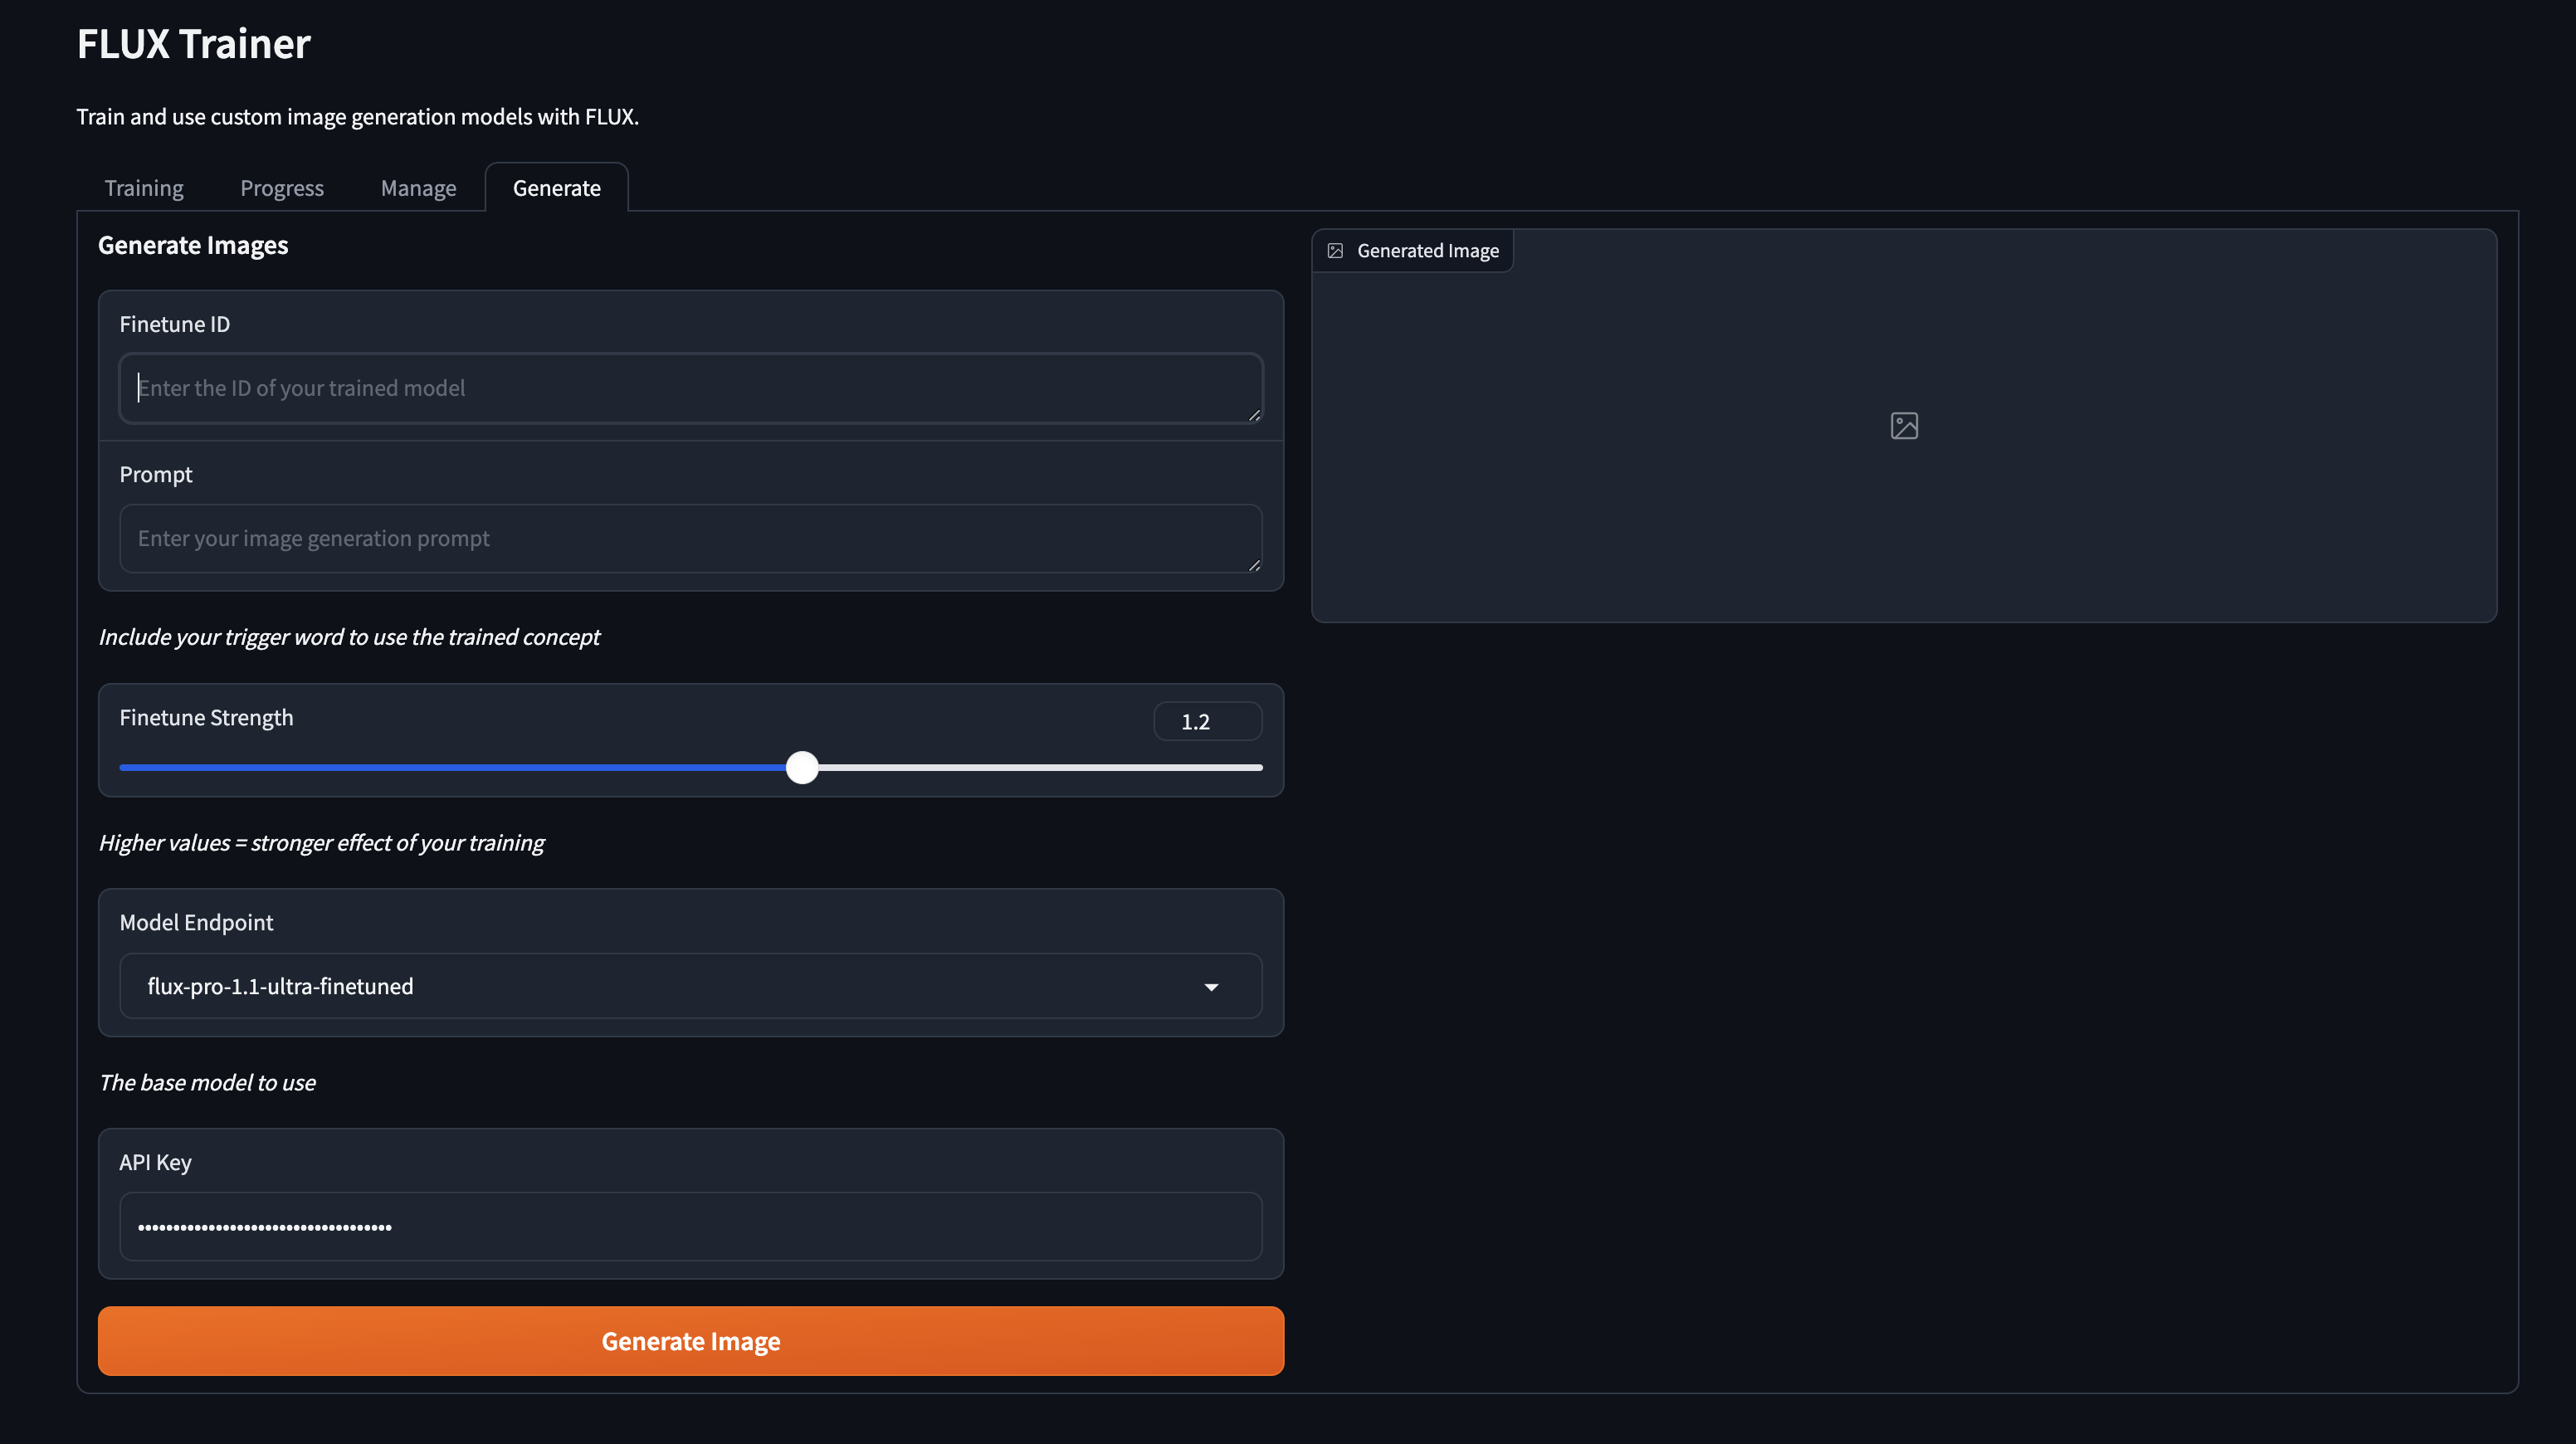 FLUX Trainer
Train and use custom image generation models with FLUX.
Training
Progress
Manage
Generate
Generate Images
Finetune ID
Enter the ID of your trained model
Prompt
Enter your image generation prompt
Include your trigger word to use the trained concept
Finetune Strength
1.2
Higher values = stronger effect of your training
Model Endpoint
flux-pro-1.1-ultra-finetuned
The base model to use
API Key
••••••••••••••••••••••••••••••••••••
Generate Image
Generated Image